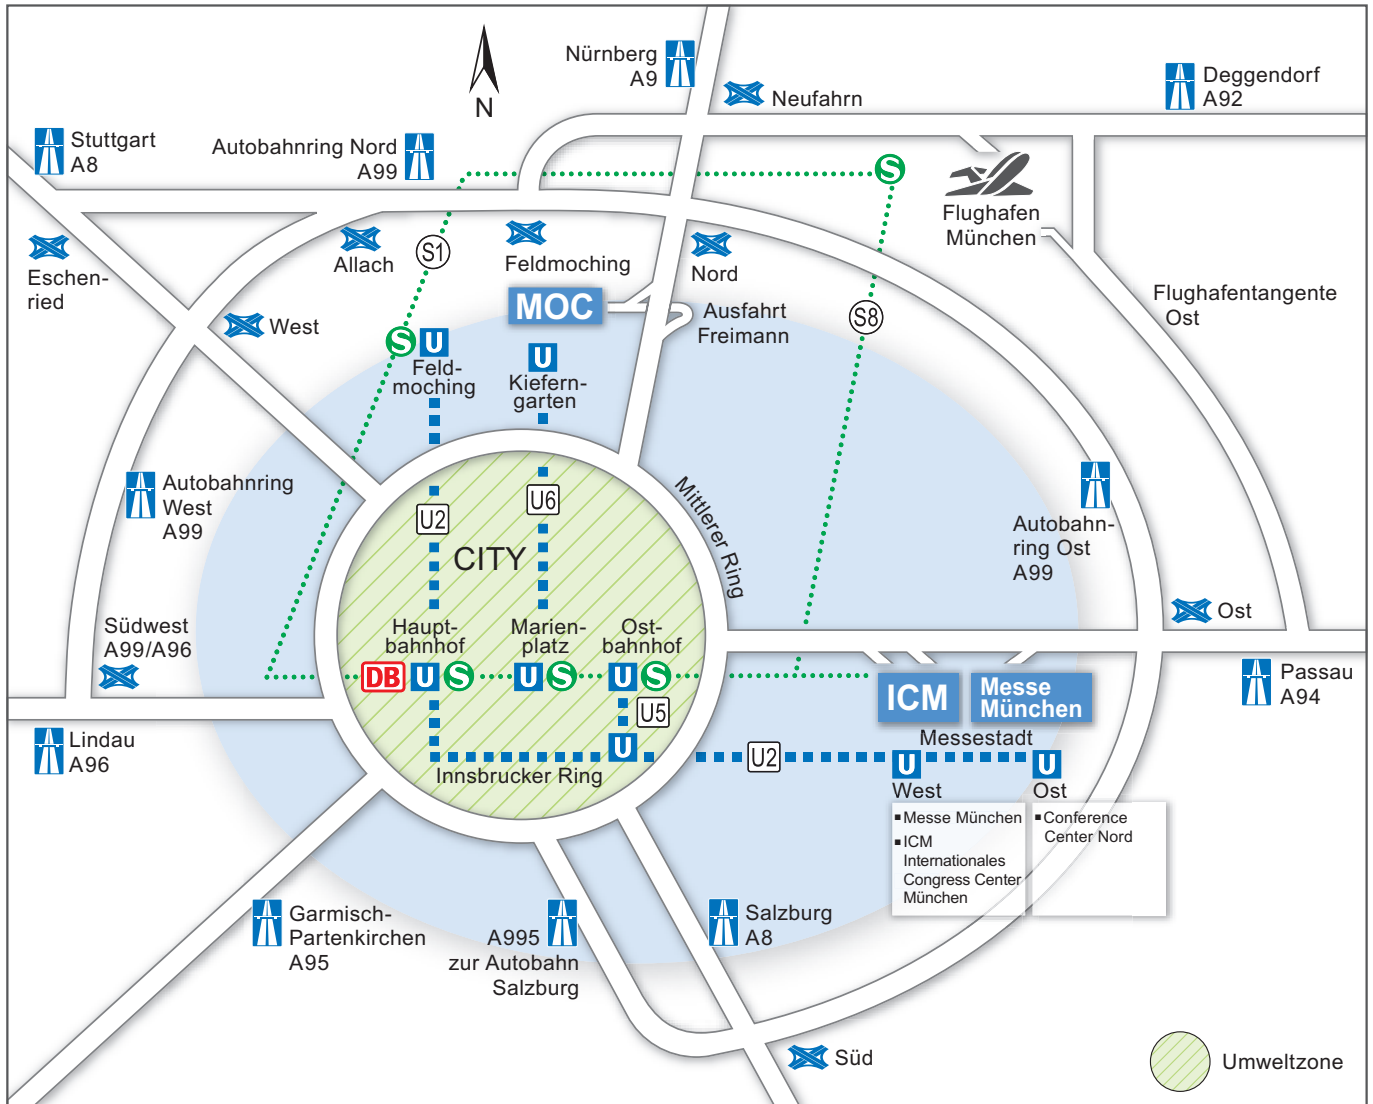 Nürnberg
A9
Neufahrn
Deggendorf
A92
N
Stuttgart
A8
Autobahnring Nord
A99
S
Flughafen
München
Eschen-
ried
Allach
S1
Feldmoching
Nord
Flughafentangente
Ost
MOC
Ausfahrt
Freimann
S8
West
S U
Feld-
moching
U
Kiefern-
garten
Autobahnring
West
A99
U2
U6
Mittlerer Ring
Autobahn-
ring Ost
A99
CITY
Südwest
A99/A96
Haupt-
bahnhof
Marien-
platz
Ost-
bahnhof
Ost
DB U S
U S
U S
Passau
A94
ICM
Messe
München
U5
Lindau
A96
U
Innsbrucker Ring
U2
Messestadt
U
West
U
Ost
Messe München
ICM
Internationales
Congress Center
München
Conference
Center Nord
Garmisch-
Partenkirchen
A95
A995
zur Autobahn
Salzburg
Salzburg
A8
Süd
Umweltzone